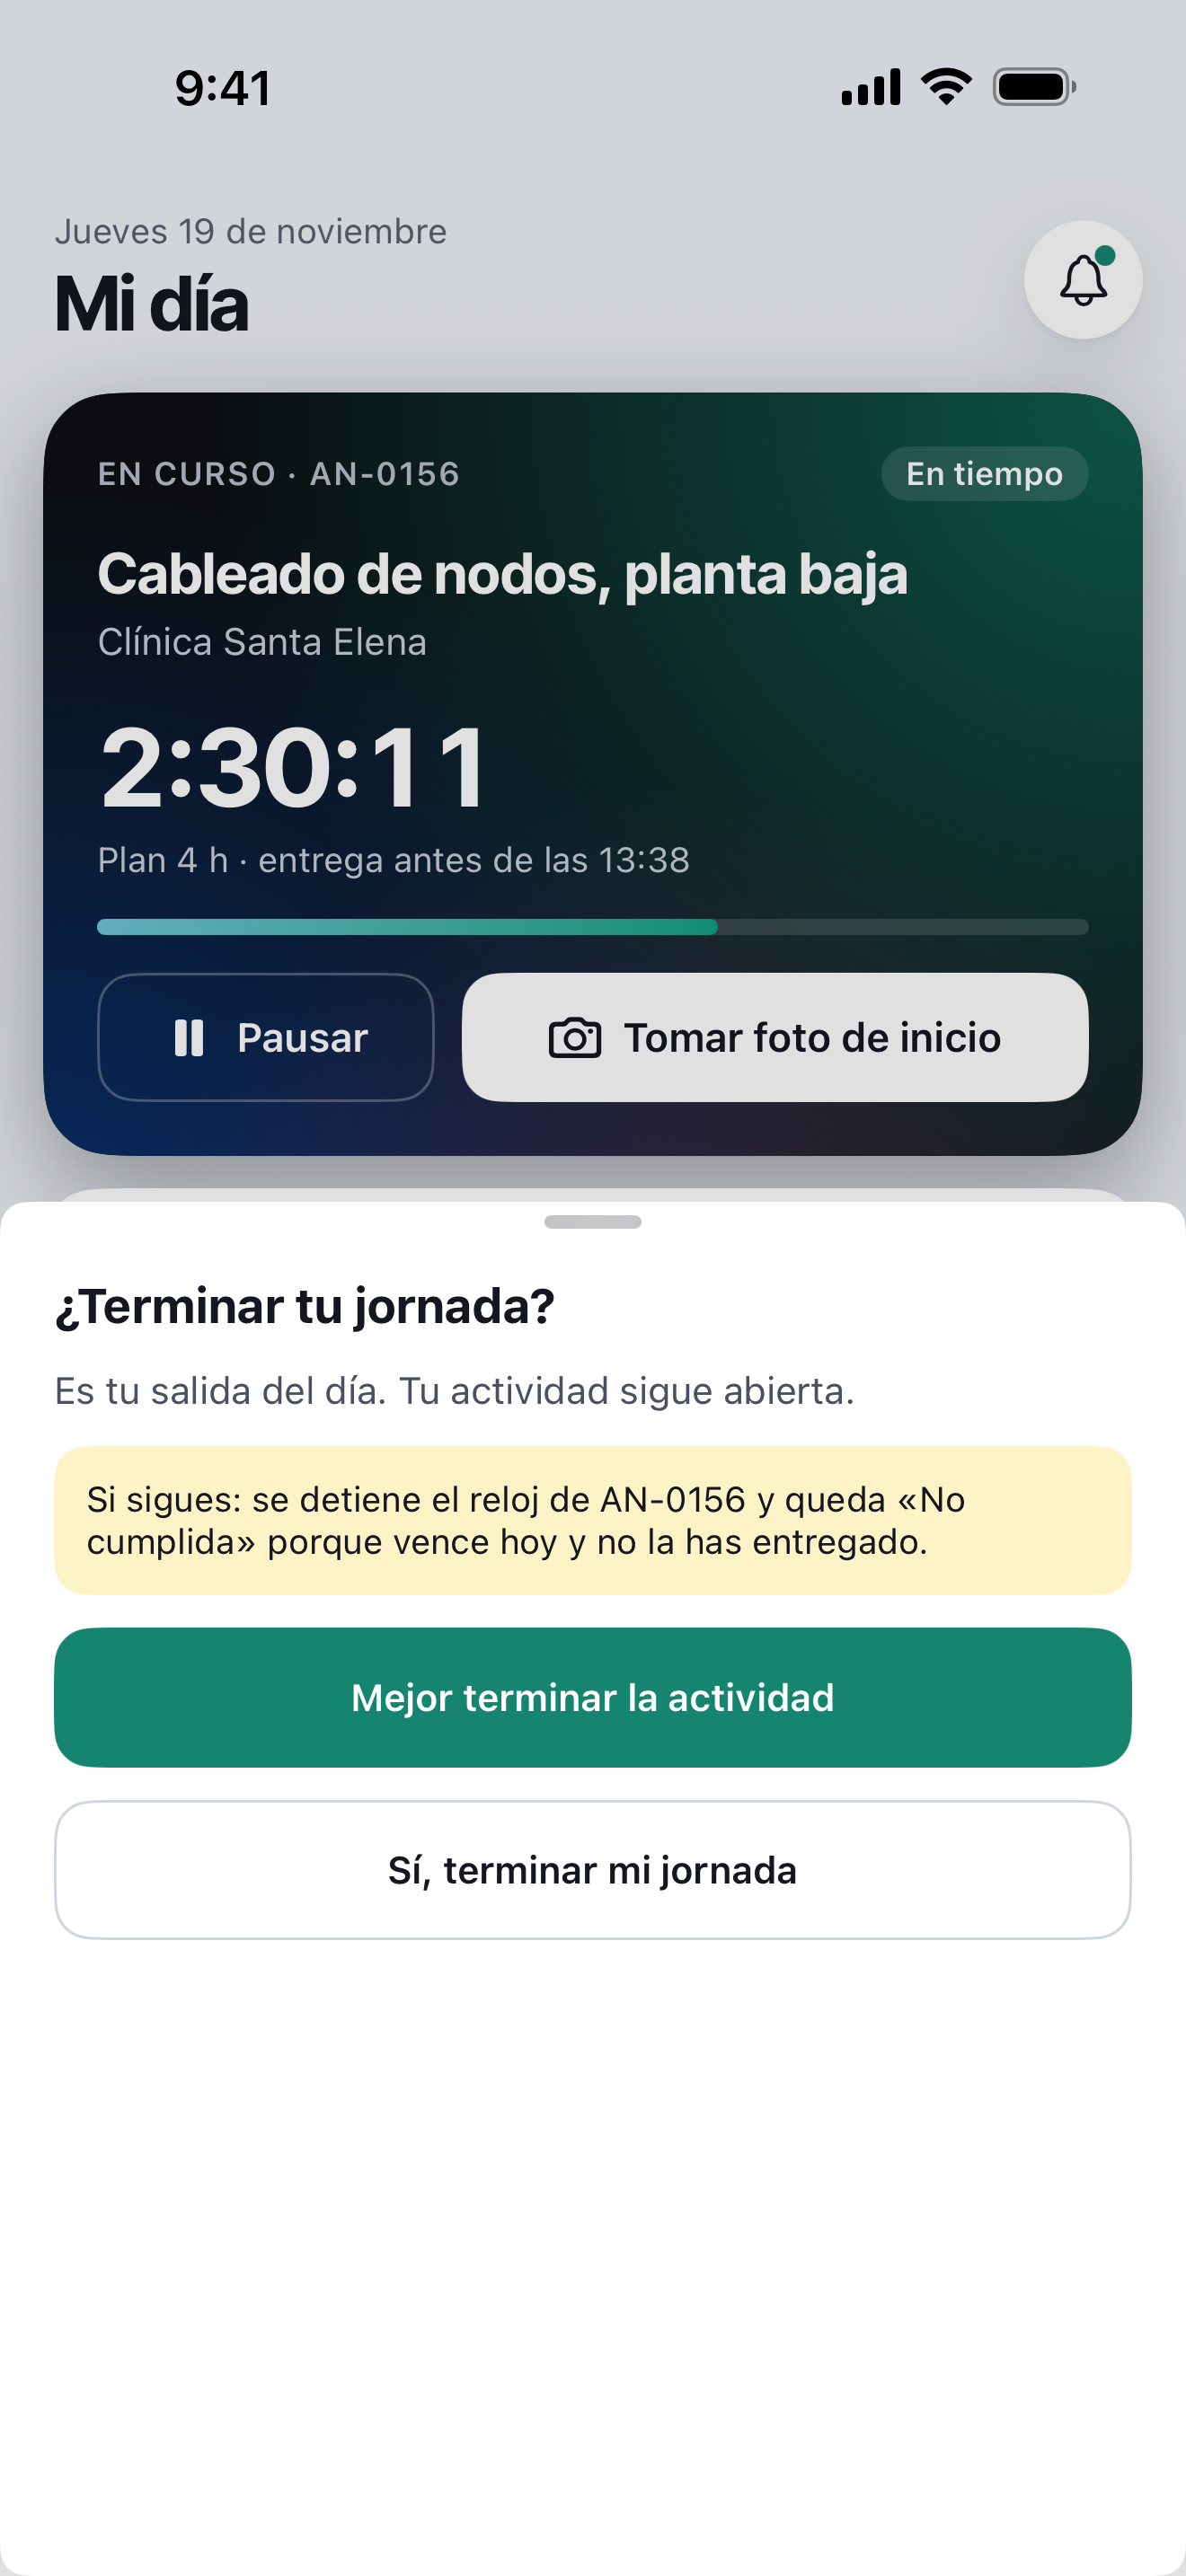 9:41
Jueves 19 de noviembre
Mi día
EN CURSO · AN-0156
En tiempo
Cableado de nodos, planta baja
Clínica Santa Elena
2:30:11
Plan 4 h · entrega antes de las 13:38
Pausar
Tomar foto de inicio
¿Terminar tu jornada?
Es tu salida del día. Tu actividad sigue abierta.
Si sigues: se detiene el reloj de AN-0156 y queda «No
cumplida» porque vence hoy y no la has entregado.
Mejor terminar la actividad
Sí, terminar mi jornada